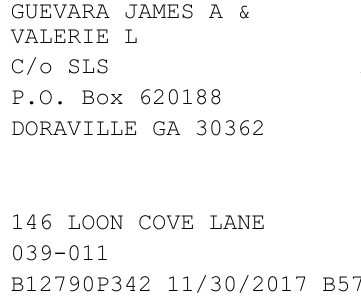 GUEVARA JAMES A &
VALERIE L
C/o SLS
P.O. Box 620188
DORAVILLE GA 30362
146 LOON COVE LANE
039-011
B12790P342 11/30/2017 B57